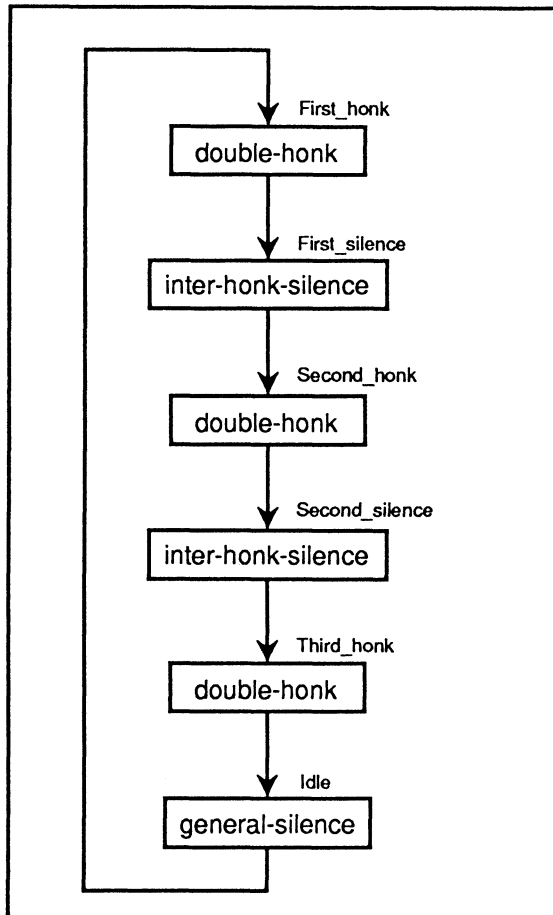 First_honk
double-honk
First_silence
inter-honk-silence
Second_honk
double-honk
Second_silence
inter-honk-silence
Third_honk
double-honk
Idle
general-silence